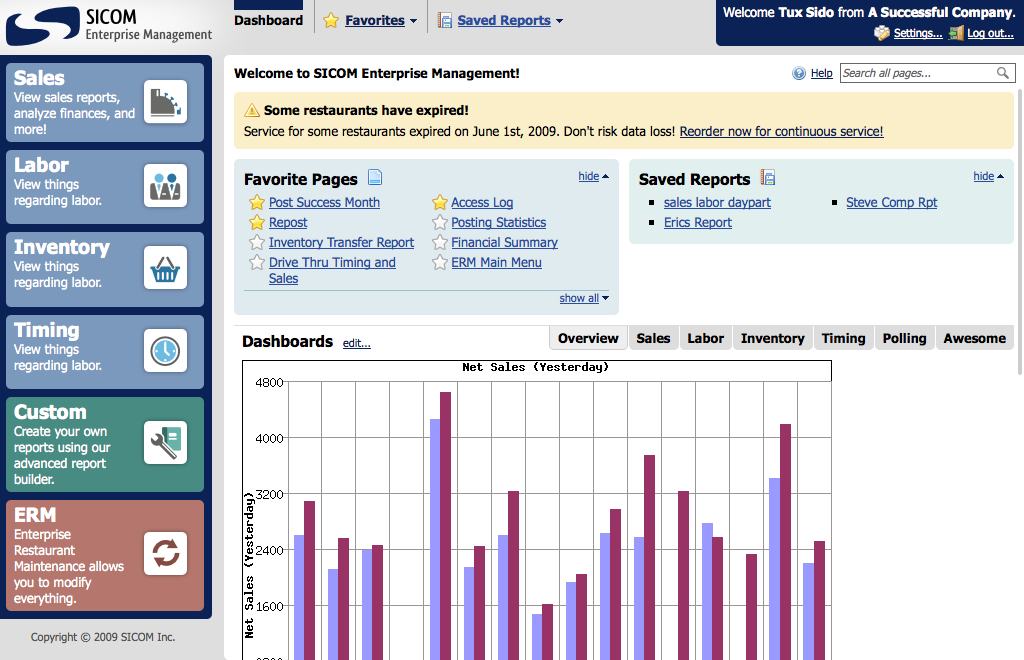 SICOM
Enterprise Management
Dashboard
Favorites
Saved Reports
Welcome Tux Sido from A Successful Company.
Settings...
Log out...
Sales
View sales reports,
analyze finances, and
more!
Labor
View things
regarding labor.
Inventory
View things
regarding labor.
Timing
View things
regarding labor.
Custom
Create your own
reports using our
advanced report
builder.
ERM
Enterprise
Restaurant
Maintenance allows
you to modify
everything.
Copyright © 2009 SICOM Inc.
Welcome to SICOM Enterprise Management!
Help
Search all pages...
Some restaurants have expired!
Service for some restaurants expired on June 1st, 2009. Don't risk data loss! Reorder now for continuous service!
Favorite Pages
hide
Post Success Month
Access Log
Repost
Posting Statistics
Inventory Transfer Report
Financial Summary
Drive Thru Timing and
Sales
ERM Main Menu
show all
Saved Reports
hide
sales labor daypart
Steve Comp Rpt
Erics Report
Dashboards
edit...
Overview
Sales
Labor
Inventory
Timing
Polling
Awesome
Net Sales (Yesterday)
4800
4000
3200
2400
1600
Net Sales (Yesterday)